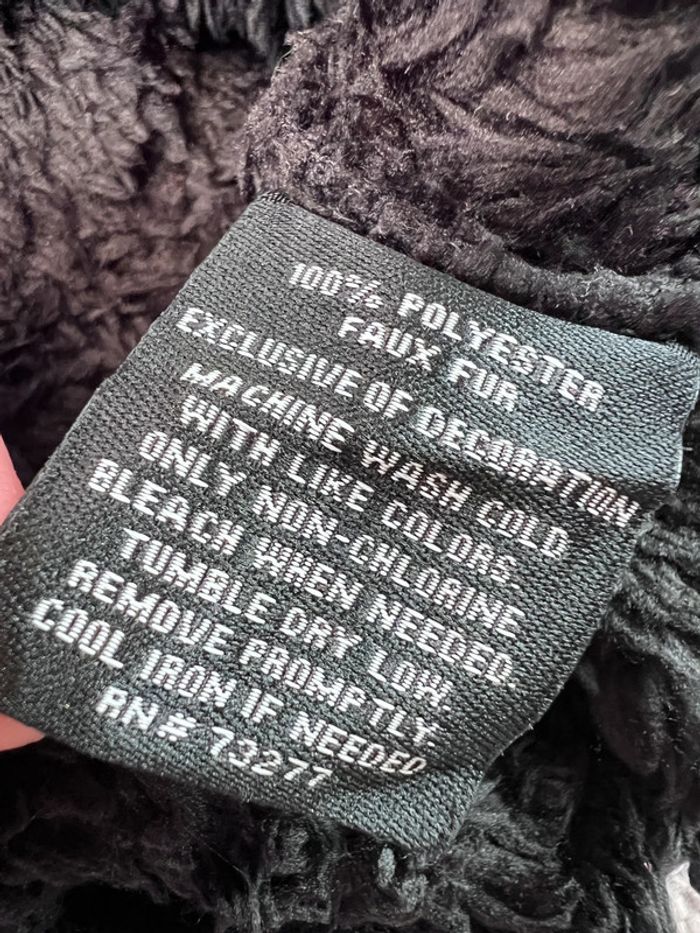 100% POLYESTER
FAUX FUR
EXCLUSIVE OF DECORATION
MACHINE WASH COLD
WITH LIKE COLORS
ONLY NON-CHLORINE
BLEACH WHEN NEEDED.
TUMBLE DRY LOW.
REMOVE PROMPTLY.
COOL IRON IF NEEDED
RN# 73277